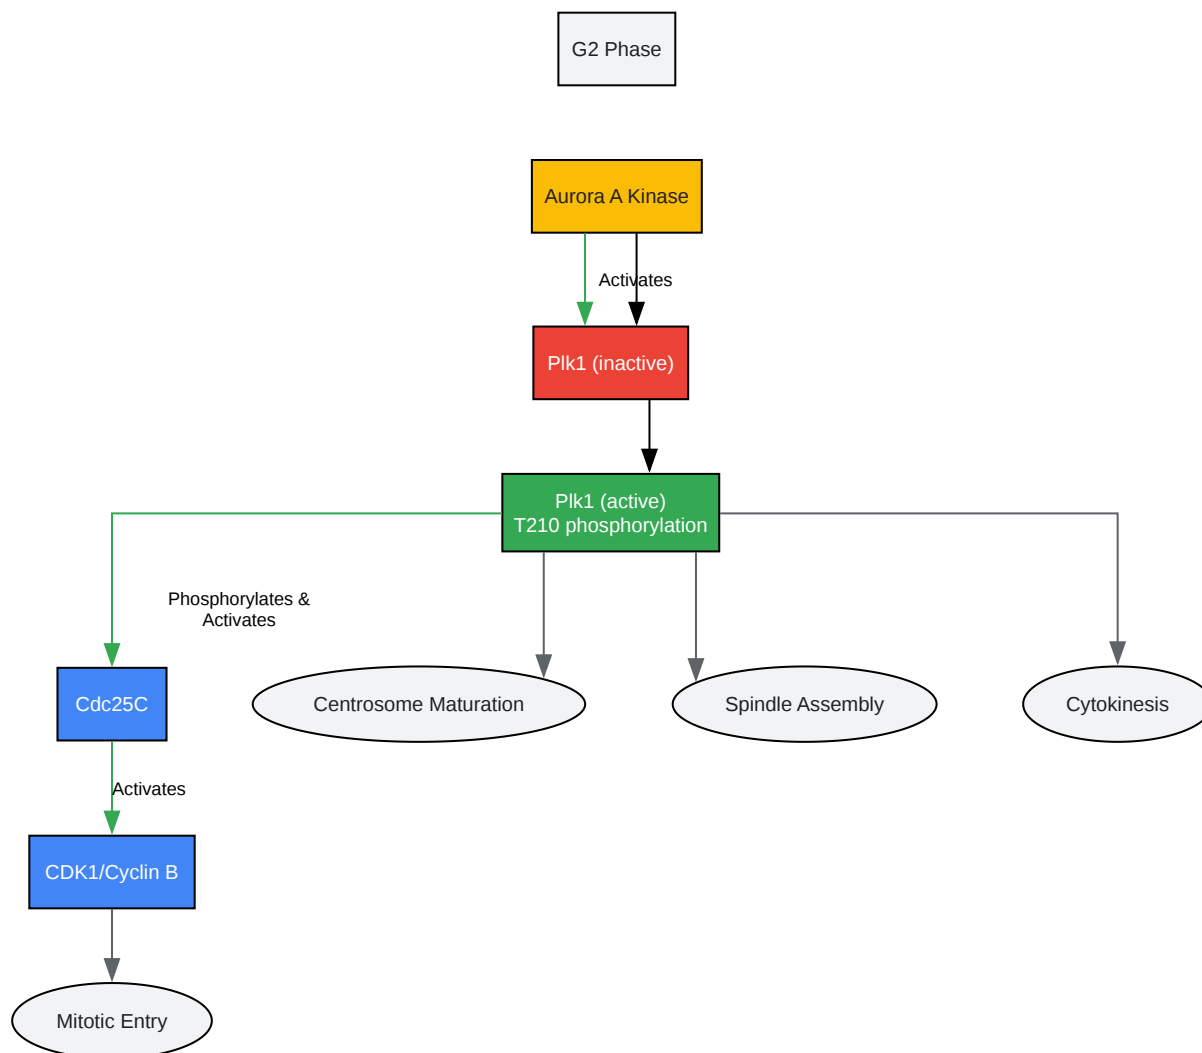 G2 Phase
Aurora A Kinase
Activates
Plk1 (inactive)
Plk1 (active)
T210 phosphorylation
Phosphorylates &
Activates
Cdc25C
Centrosome Maturation
Spindle Assembly
Cytokinesis
Activates
CDK1/Cyclin B
Mitotic Entry